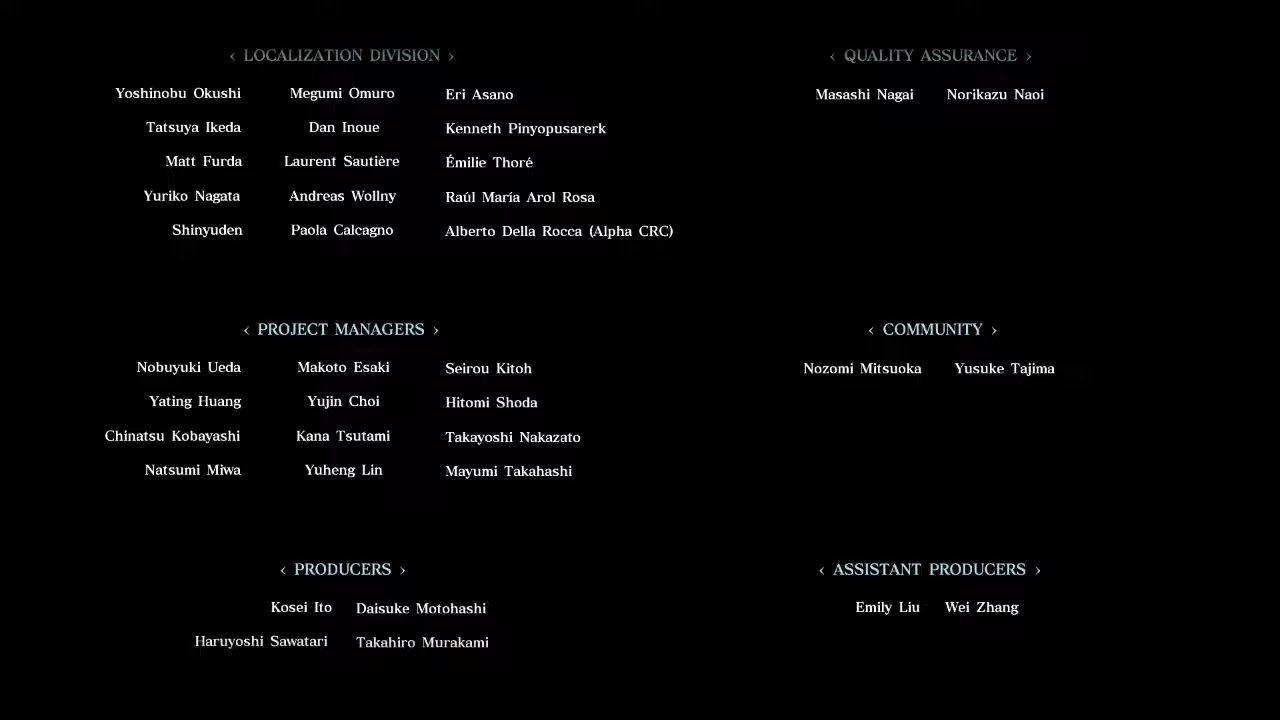 ‹ LOCALIZATION DIVISION ›
Yoshinobu Okushi Megumi Omuro Eri Asano
Tatsuya Ikeda Dan Inoue Kenneth Pinyopusarerk
Matt Furda Laurent Sautière Émilie Thoré
Yuriko Nagata Andreas Wollny Raúl María Arol Rosa
Shinyuden Paola Calcagno Alberto Della Rocca (Alpha CRC)
‹ QUALITY ASSURANCE ›
Masashi Nagai Norikazu Naoi
‹ PROJECT MANAGERS ›
Nobuyuki Ueda Makoto Esaki Seirou Kitoh
Yating Huang Yujin Choi Hitomi Shoda
Chinatsu Kobayashi Kana Tsutami Takayoshi Nakazato
Natsumi Miwa Yuheng Lin Mayumi Takahashi
‹ COMMUNITY ›
Nozomi Mitsuoka Yusuke Tajima
‹ PRODUCERS ›
Kosei Ito Daisuke Motohashi
Haruyoshi Sawatari Takahiro Murakami
‹ ASSISTANT PRODUCERS ›
Emily Liu Wei Zhang